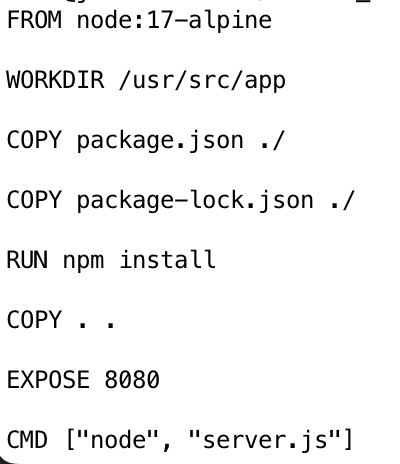 FROM node:17-alpine
WORKDIR /usr/src/app
COPY package.json ./
COPY package-lock.json ./
RUN npm install
COPY . .
EXPOSE 8080
CMD ["node", "server.js"]